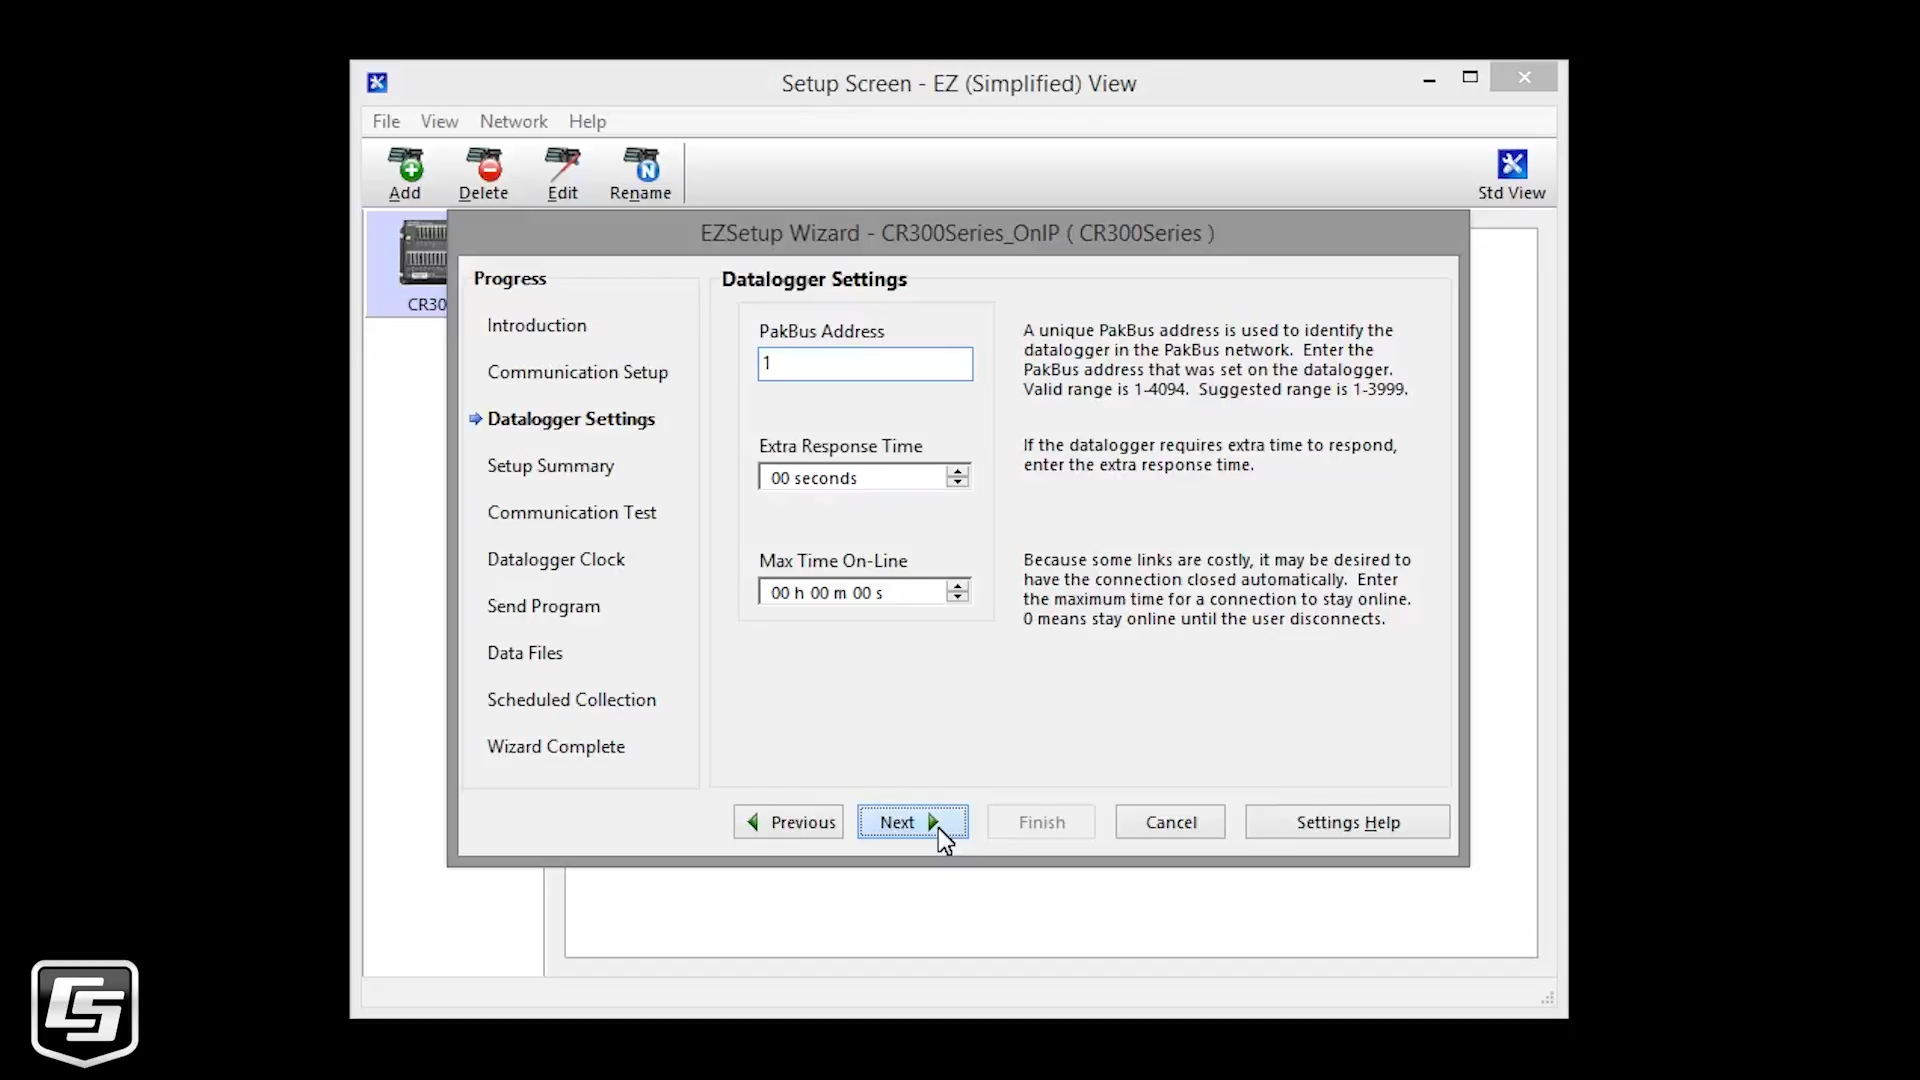 Setup Screen - EZ (Simplified) View
File View Network Help
Add Delete Edit Rename Std View
N
CR30
EZSetup Wizard - CR300Series_OnIP ( CR300Series )
Progress
Introduction
Communication Setup
Datalogger Settings
Setup Summary
Communication Test
Datalogger Clock
Send Program
Data Files
Scheduled Collection
Wizard Complete
Datalogger Settings
PakBus Address
1
A unique PakBus address is used to identify the
datalogger in the PakBus network. Enter the
PakBus address that was set on the datalogger.
Valid range is 1-4094. Suggested range is 1-3999.
Extra Response Time
00 seconds
If the datalogger requires extra time to respond,
enter the extra response time.
Max Time On-Line
00 h 00 m 00 s
Because some links are costly, it may be desired to
have the connection closed automatically. Enter
the maximum time for a connection to stay online.
0 means stay online until the user disconnects.
Previous Next Finish Cancel Settings Help
CS